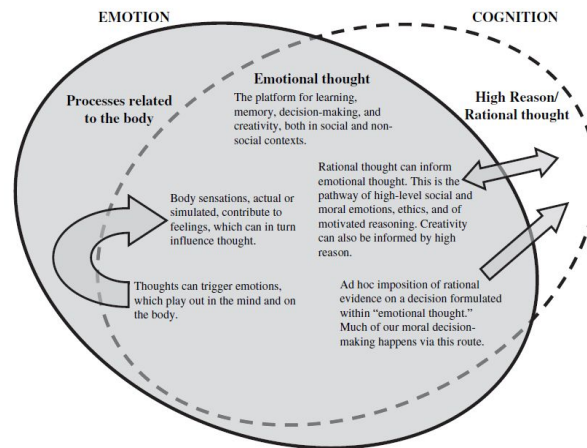 EMOTION
COGNITION
Emotional thought
The platform for learning,
memory, decision-making, and
creativity, both in social and non-
social contexts.
Processes related
to the body
High Reason/
Rational thought
Rational thought can inform
emotional thought. This is the
pathway of high-level social and
moral emotions, ethics, and of
motivated reasoning. Creativity
can also be informed by high
reason.
Body sensations, actual or
simulated, contribute to
feelings, which can in turn
influence thought.
Thoughts can trigger emotions,
which play out in the mind and on
the body.
Ad hoc imposition of rational
evidence on a decision formulated
within “emotional thought.”
Much of our moral decision-
making happens via this route.